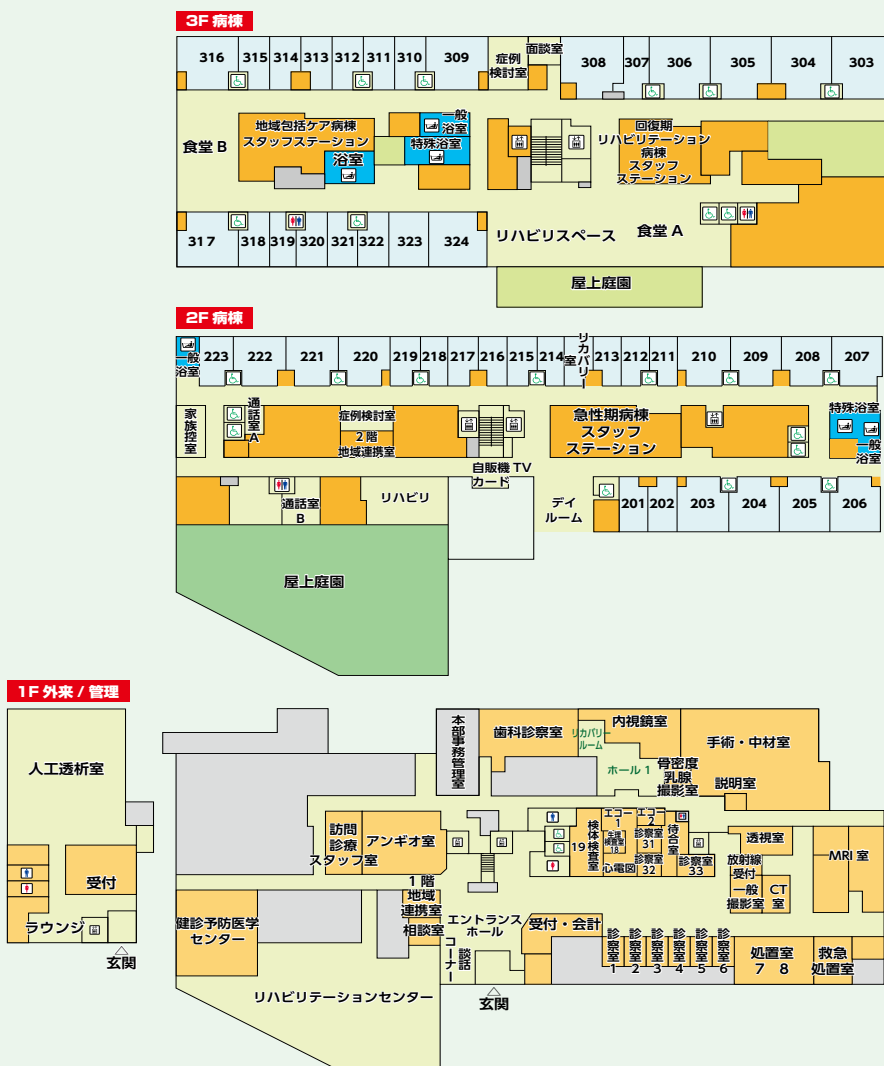 3F 病棟
316 315 314 313 312 311 310 309
症例
検討室
面談室
308 307 306 305 304 303
食堂 B
地域包括ケア病棟
スタッフステーション
浴室
一般
浴室
特殊浴室
回復期
リハビリテーション
病棟
スタッフ
ステーション
317 318 319 320 321 322 323 324
リハビリスペース
食堂 A
屋上庭園
2F 病棟
一般
浴室
223 222 221 220 219 218 217 216 215 214
リカバリー
室
213 212 211 210 209 208 207
家族控室
通話室
A
症例検討室
2 階
地域連携室
急性期病棟
スタッフ
ステーション
特殊浴室
一般
浴室
自販機 TV
カード
通話室
B
リハビリ
デイ
ルーム
201 202 203 204 205 206
屋上庭園
1F 外来 / 管理
人工透析室
受付
ラウンジ
玄関
本部事務管理室
歯科診察室
リカバリー
ルーム
内視鏡室
ホール 1
骨密度
乳腺
撮影室
手術・中材室
説明室
訪問
診療
スタッフ室
アンギオ室
検体検査室
19
エコー
1
生理
検査室
18
心電図
エコー
2
診察室
31
診察室
32
待合室
診察室
33
透視室
放射線
受付
一般
撮影室
CT
室
MRI 室
1 階
地域
連携室
相談室
健診予防医学
センター
リハビリテーションセンター
エントランス
ホール
談話
コーナー
玄関
受付・会計
診察室
1
診察室
2
診察室
3
診察室
4
診察室
5
診察室
6
処置室
7 8
救急
処置室